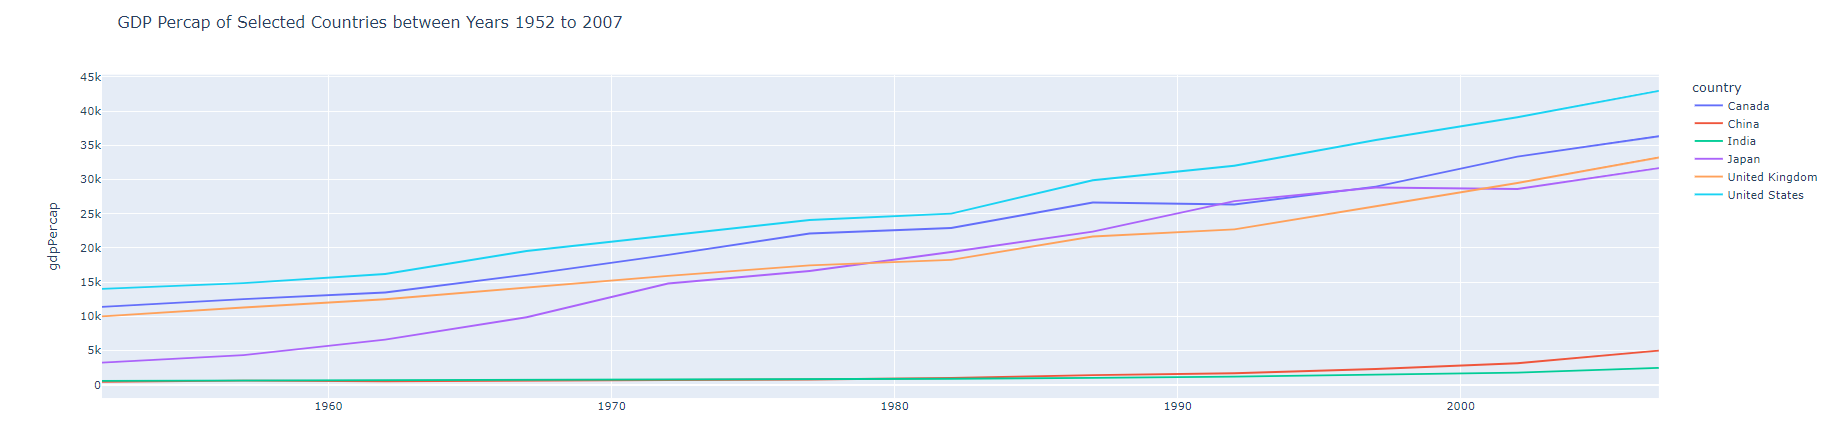 GDP Percap of Selected Countries between Years 1952 to 2007
45k
40k
35k
30k
25k
20k
15k
10k
5k
0
gdpPercap
1960
1970
1980
1990
2000
country
Canada
China
India
Japan
United Kingdom
United States